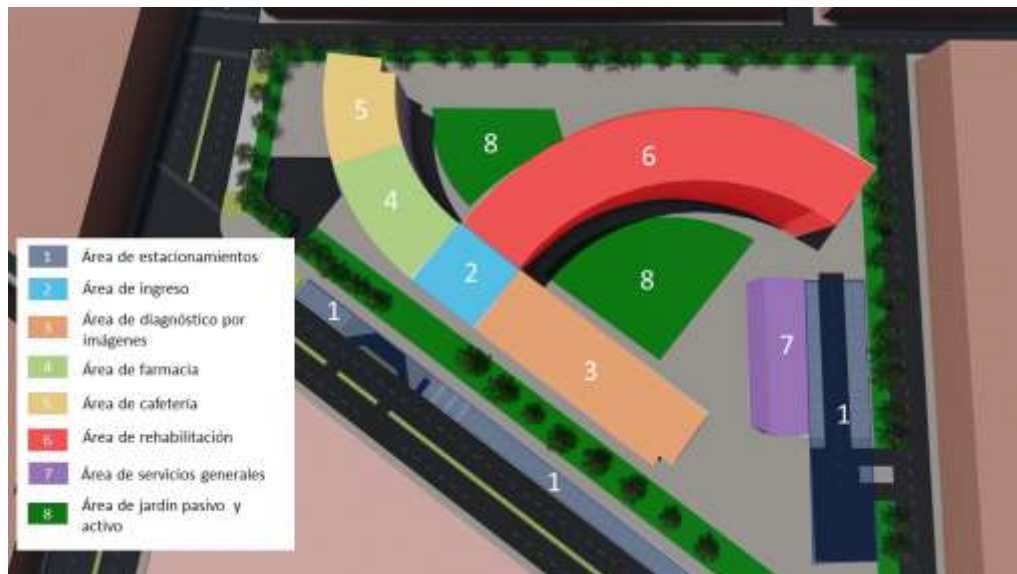 5
8
6
4
2
8
1
3
7
1
1
1 Área de estacionamientos
2 Área de ingreso
3 Área de diagnóstico por
imágenes
4 Área de farmacia
5 Área de cafetería
6 Área de rehabilitación
7 Área de servicios generales
8 Área de jardín pasivo y
activo